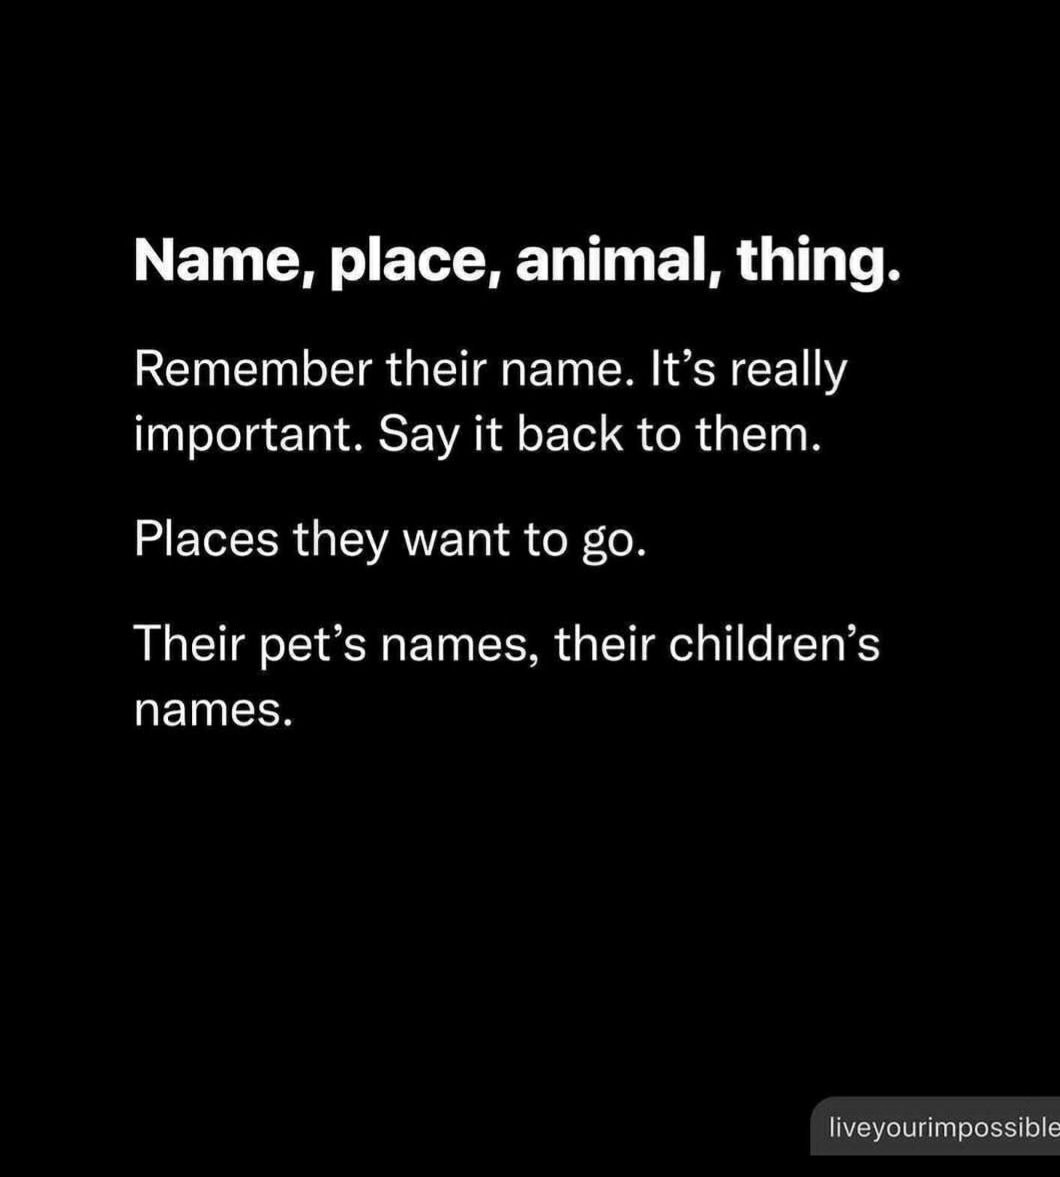 Name, place, animal, thing.
Remember their name. It’s really
important. Say it back to them.
Places they want to go.
Their pet’s names, their children’s
names.
liveyourimpossible